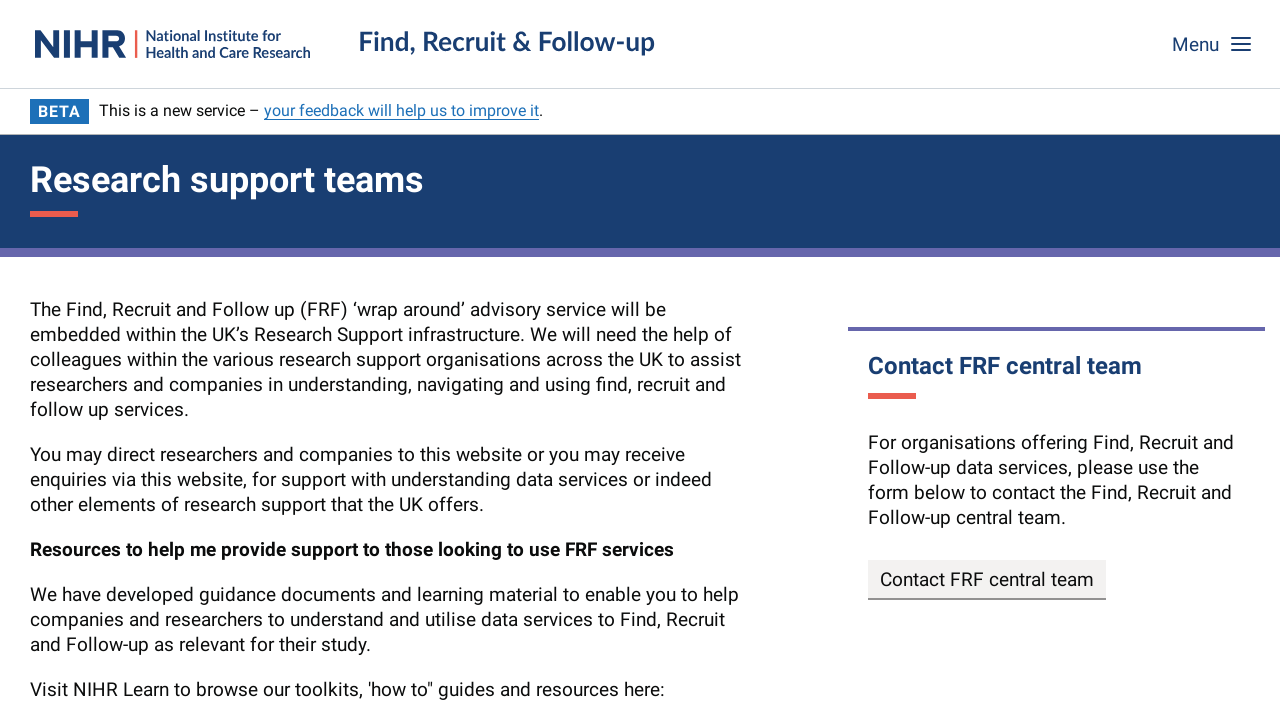 NIHR | National Institute for
Health and Care Research
Find, Recruit & Follow-up
Menu
BETA This is a new service – your feedback will help us to improve it.
Research support teams
The Find, Recruit and Follow up (FRF) ‘wrap around’ advisory service will be
embedded within the UK’s Research Support infrastructure. We will need the help of
colleagues within the various research support organisations across the UK to assist
researchers and companies in understanding, navigating and using find, recruit and
follow up services.
You may direct researchers and companies to this website or you may receive
enquiries via this website, for support with understanding data services or indeed
other elements of research support that the UK offers.
Resources to help me provide support to those looking to use FRF services
We have developed guidance documents and learning material to enable you to help
companies and researchers to understand and utilise data services to Find, Recruit
and Follow-up as relevant for their study.
Visit NIHR Learn to browse our toolkits, 'how to" guides and resources here:
Contact FRF central team
For organisations offering Find, Recruit and
Follow-up data services, please use the
form below to contact the Find, Recruit and
Follow-up central team.
Contact FRF central team